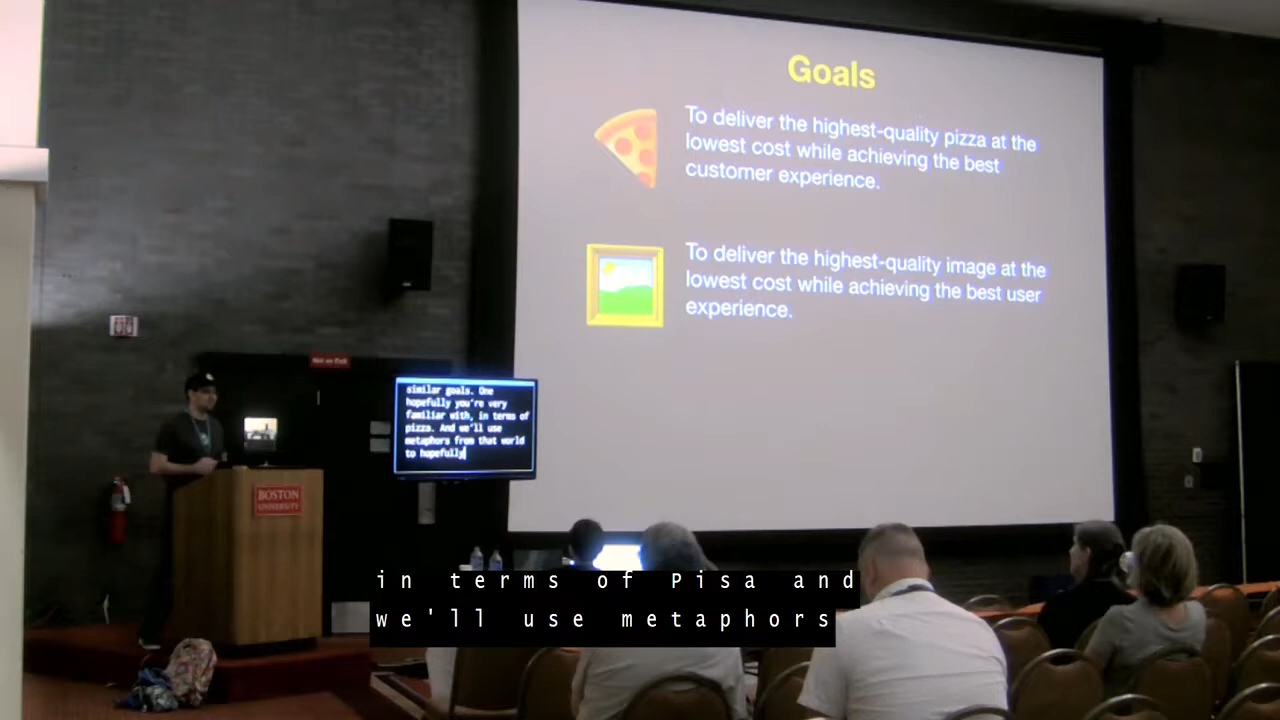 Goals
To deliver the highest-quality pizza at the
lowest cost while achieving the best
customer experience.
To deliver the highest-quality image at the
lowest cost while achieving the best user
experience.
Not an Exit
similar goals. One
hopefully you're very
familiar with, in terms of
pizza. And we'll use
metaphors from that world
to hopefully
BOSTON
UNIVERSITY
in terms of Pisa and
we'll use metaphors